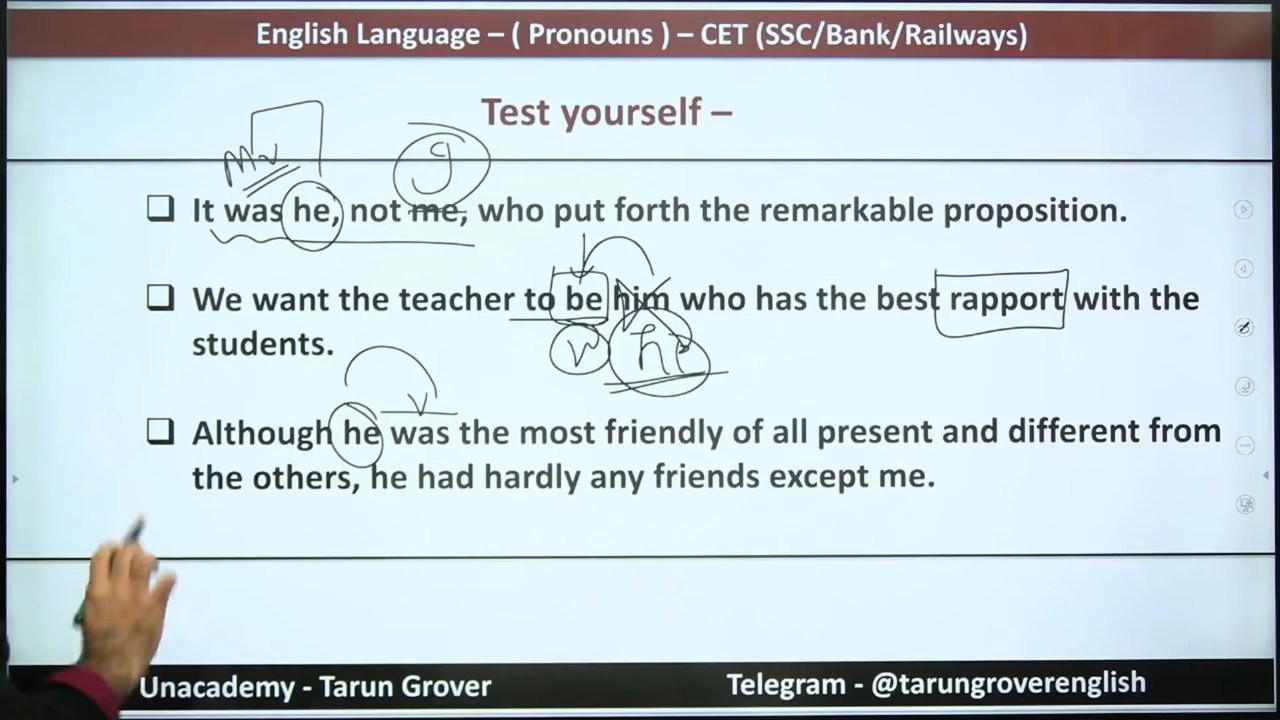 English Language – ( Pronouns ) – CET (SSC/Bank/Railways)
Test yourself –
❑ It was he, not me, who put forth the remarkable proposition.
❑ We want the teacher to be him who has the best rapport with the
students.
he
❑ Although he was the most friendly of all present and different from
the others, he had hardly any friends except me.
Unacademy - Tarun Grover
Telegram - @tarungroverenglish